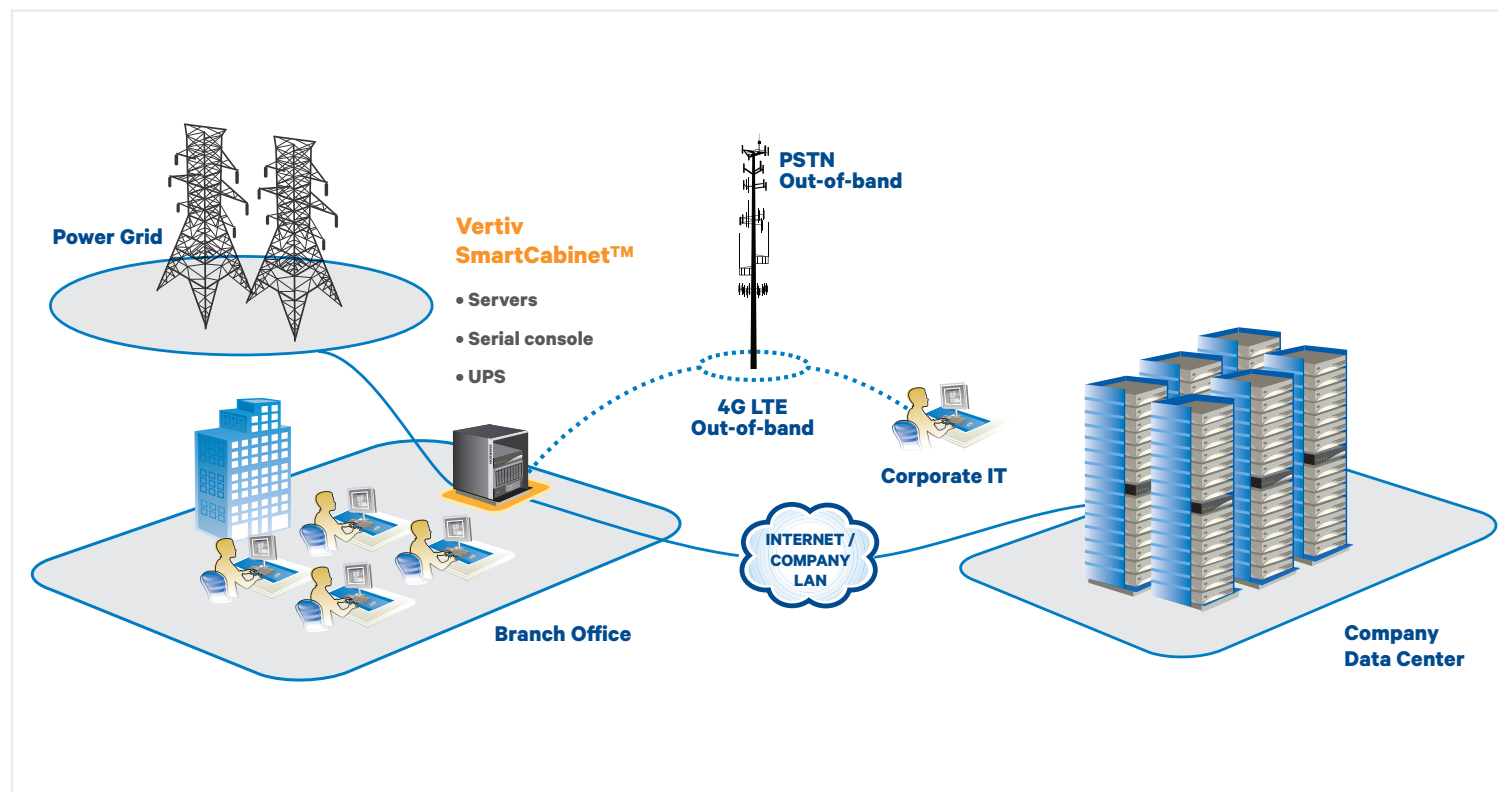 PSTN
Out-of-band
Power Grid
Vertiv
SmartCabinet™
• Servers
• Serial console
• UPS
4G LTE
Out-of-band
Corporate IT
INTERNET /
COMPANY
LAN
Branch Office
Company
Data Center